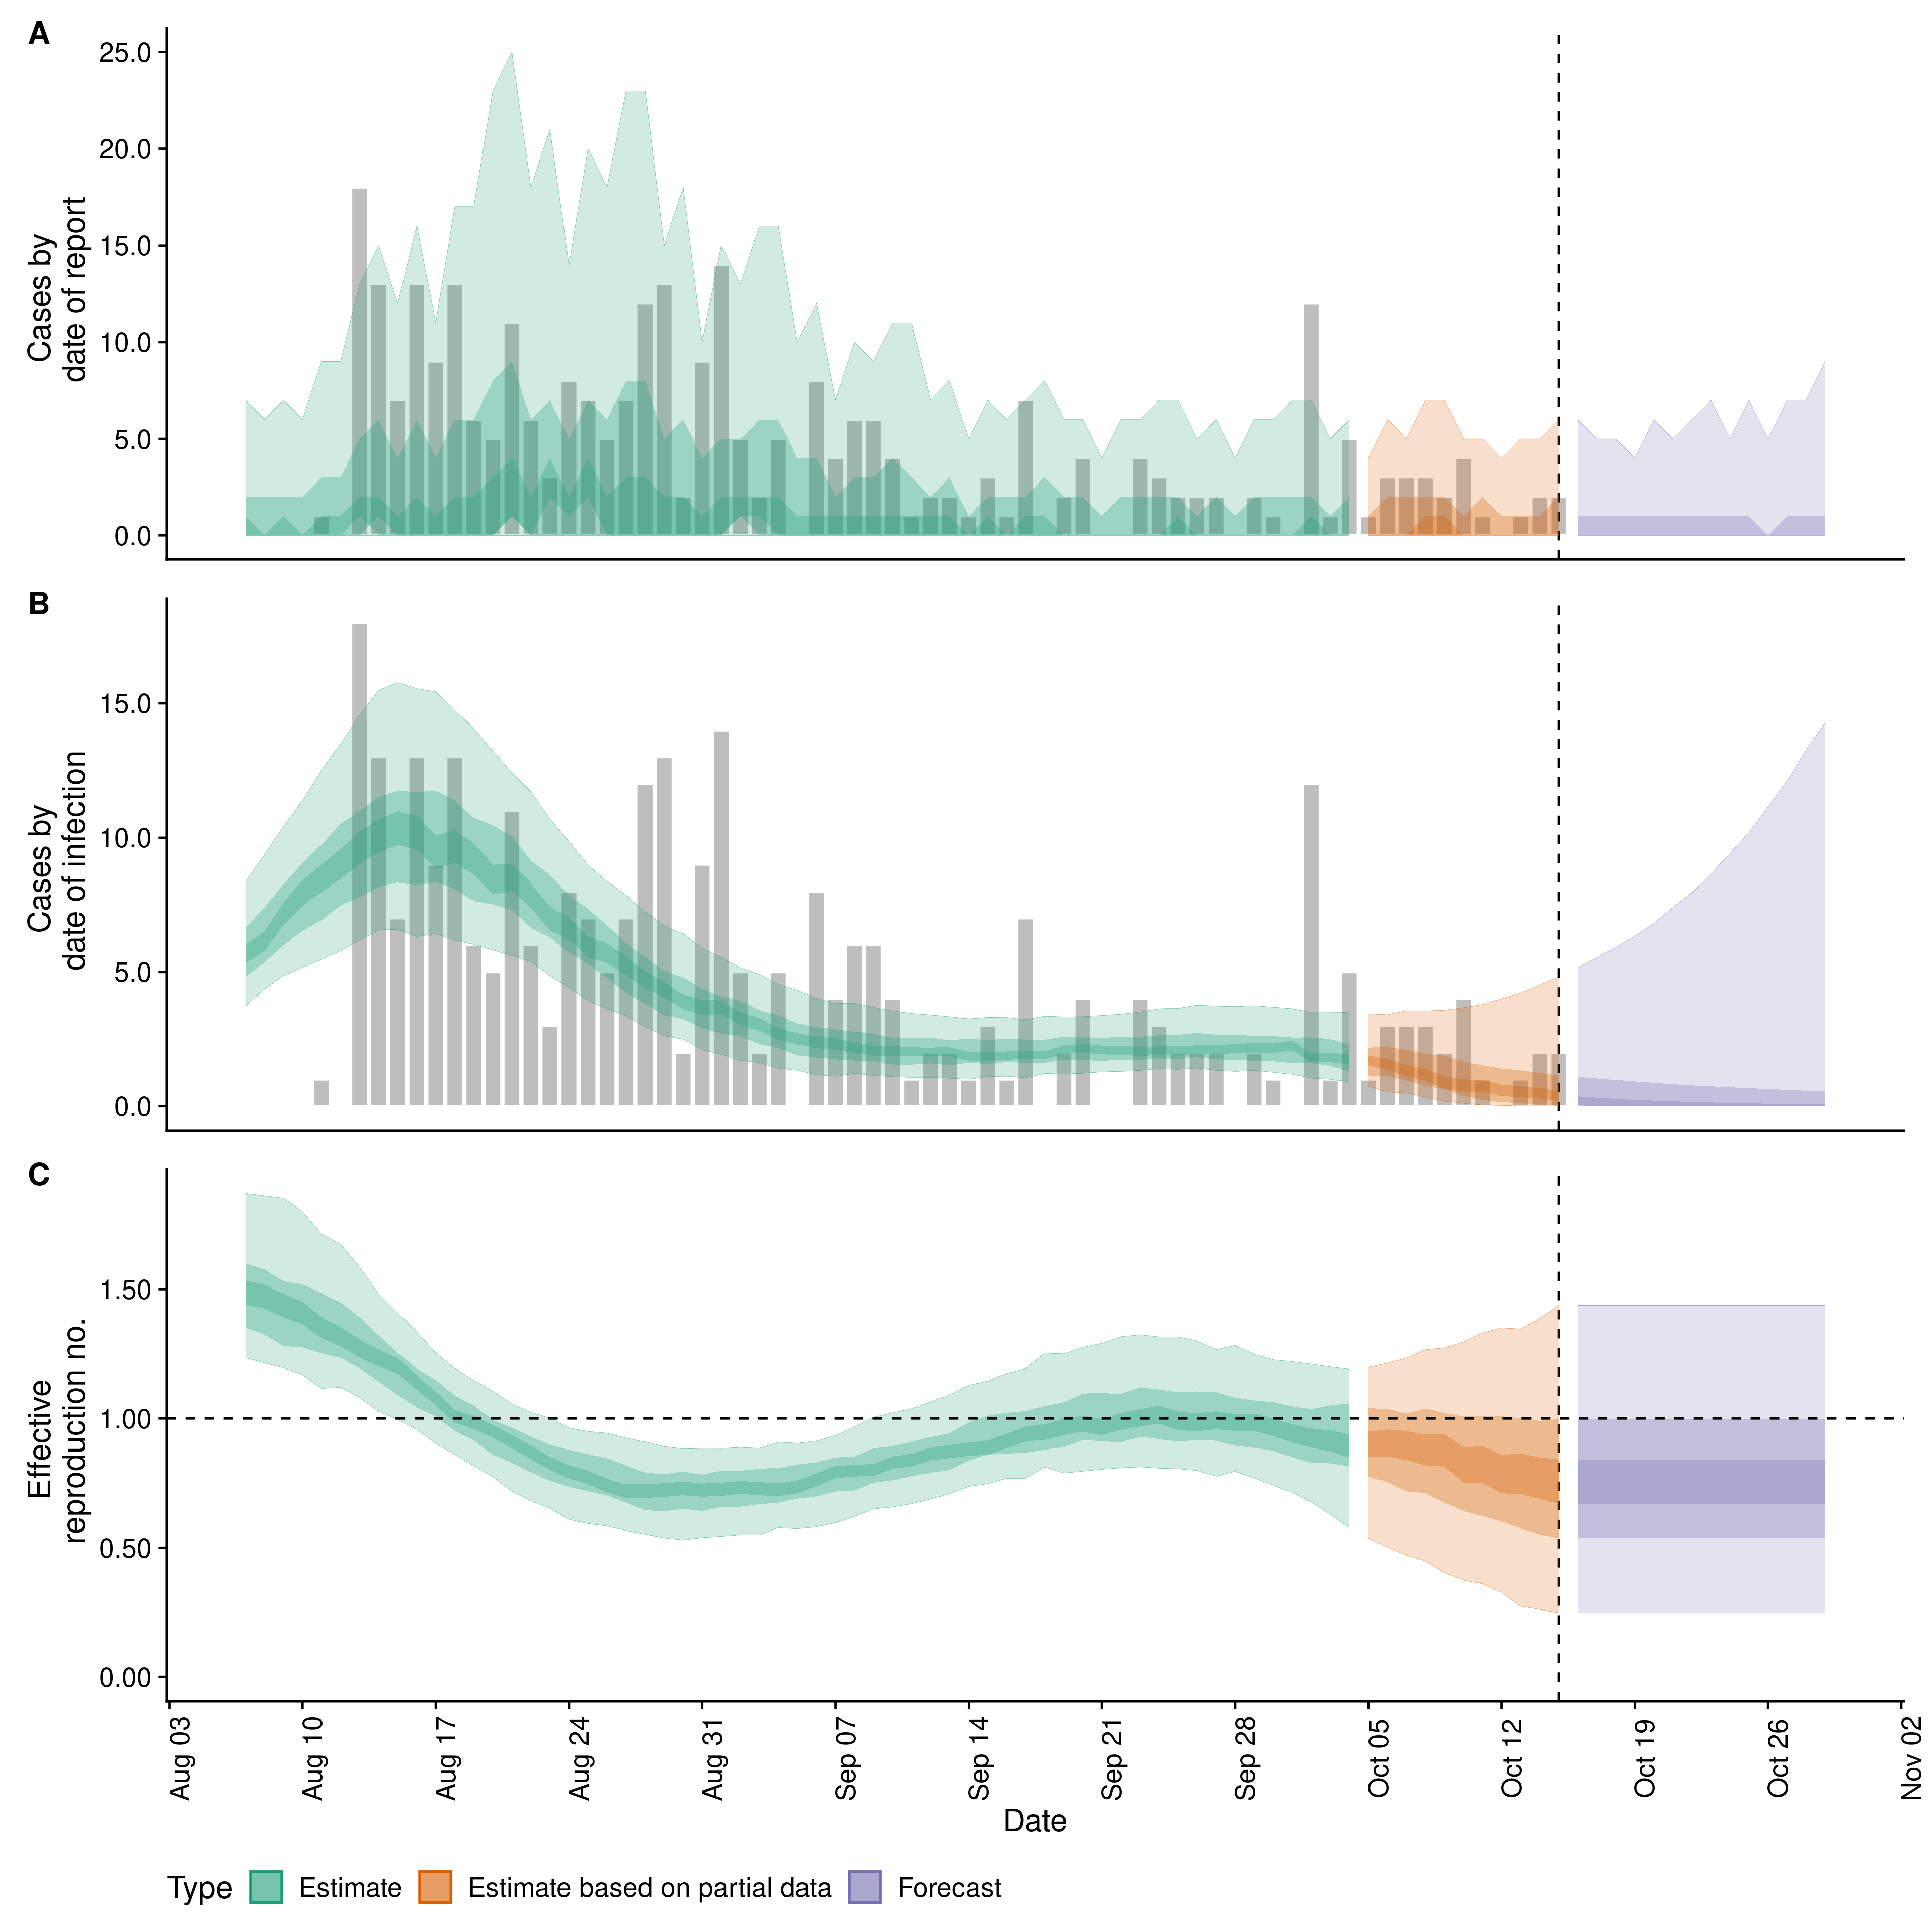 A
Cases by
date of report
25.0
20.0
15.0
10.0
5.0
0.0
B
Cases by
date of infection
15.0
10.0
5.0
0.0
C
Effective
reproduction no.
1.50
1.00
0.50
0.00
Aug 03
Aug 10
Aug 17
Aug 24
Aug 31
Sep 07
Sep 14
Sep 21
Sep 28
Oct 05
Oct 12
Oct 19
Oct 26
Nov 02
Date
Type Estimate Estimate based on partial data Forecast